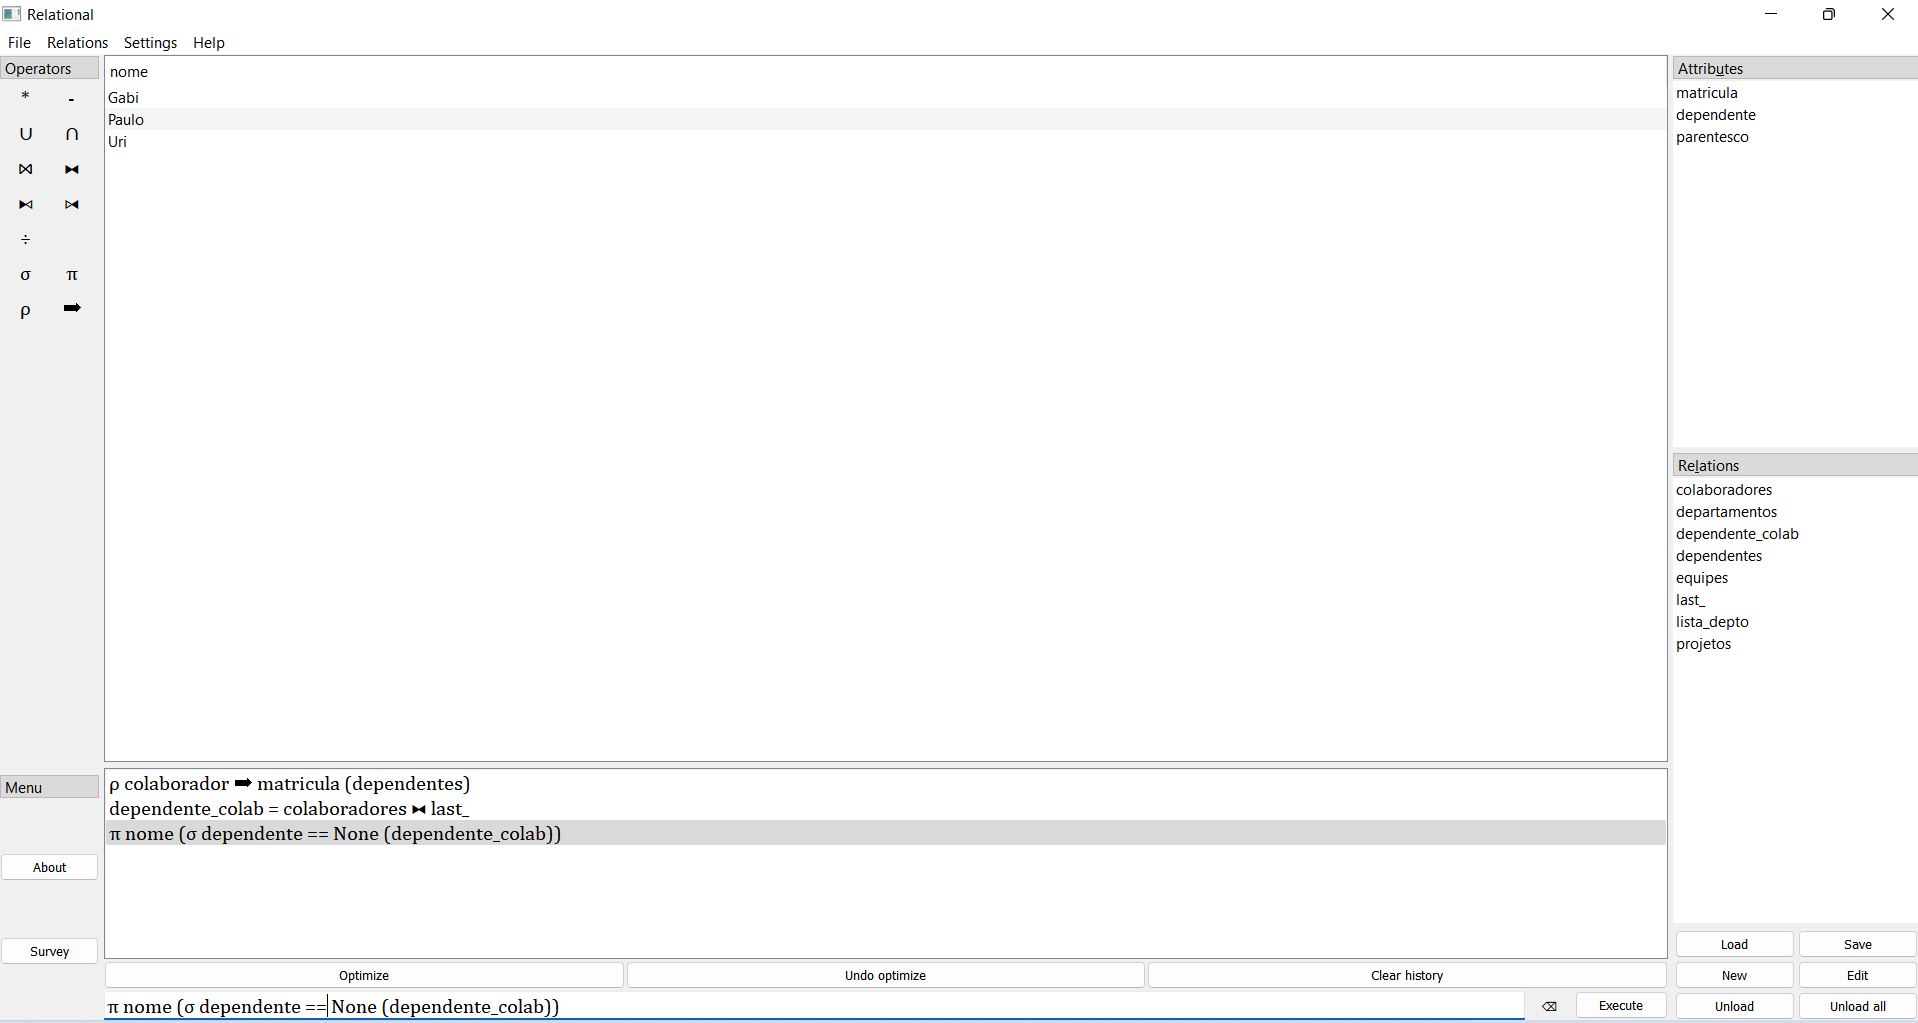 Relational
File Relations Settings Help
Operators
* -
∪ ∩
⋈ ⧓
⧑ ⧒
÷
σ π
ρ ➡
nome
Gabi
Paulo
Uri
Attributes
matricula
dependente
parentesco
Relations
colaboradores
departamentos
dependente_colab
dependentes
equipes
last_
lista_depto
projetos
Menu
About
Survey
ρ colaborador ➡ matricula (dependentes)
dependente_colab = colaboradores ⧓ last_
π nome (σ dependente == None (dependente_colab))
Optimize Undo optimize Clear history
π nome (σ dependente == None (dependente_colab))
⌫ Execute
Load Save
New Edit
Unload Unload all